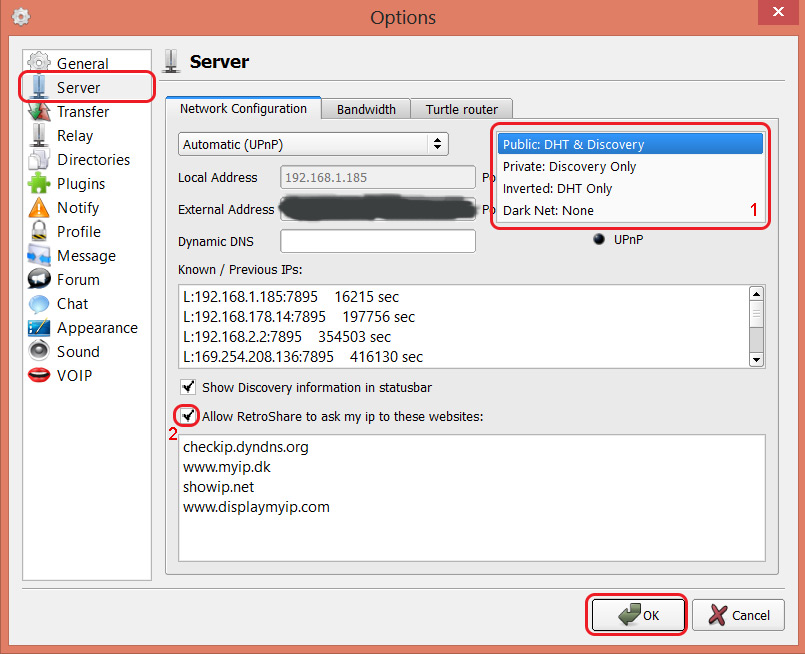 Options
General
Server
Transfer
Relay
Directories
Plugins
Notify
Profile
Message
Forum
Chat
Appearance
Sound
VOIP
Server
Network Configuration
Bandwidth
Turtle router
Automatic (UPnP)
Public: DHT & Discovery
Private: Discovery Only
Inverted: DHT Only
Dark Net: None
1
Local Address
192.168.1.185
Po
External Address
Po
Dynamic DNS
UPnP
Known / Previous IPs:
L:192.168.1.185:7895 16215 sec
L:192.168.178.14:7895 197756 sec
L:192.168.2.2:7895 354503 sec
L:169.254.208.136:7895 416130 sec
Show Discovery information in statusbar
Allow RetroShare to ask my ip to these websites:
2
checkip.dyndns.org
www.myip.dk
showip.net
www.displaymyip.com
OK
Cancel